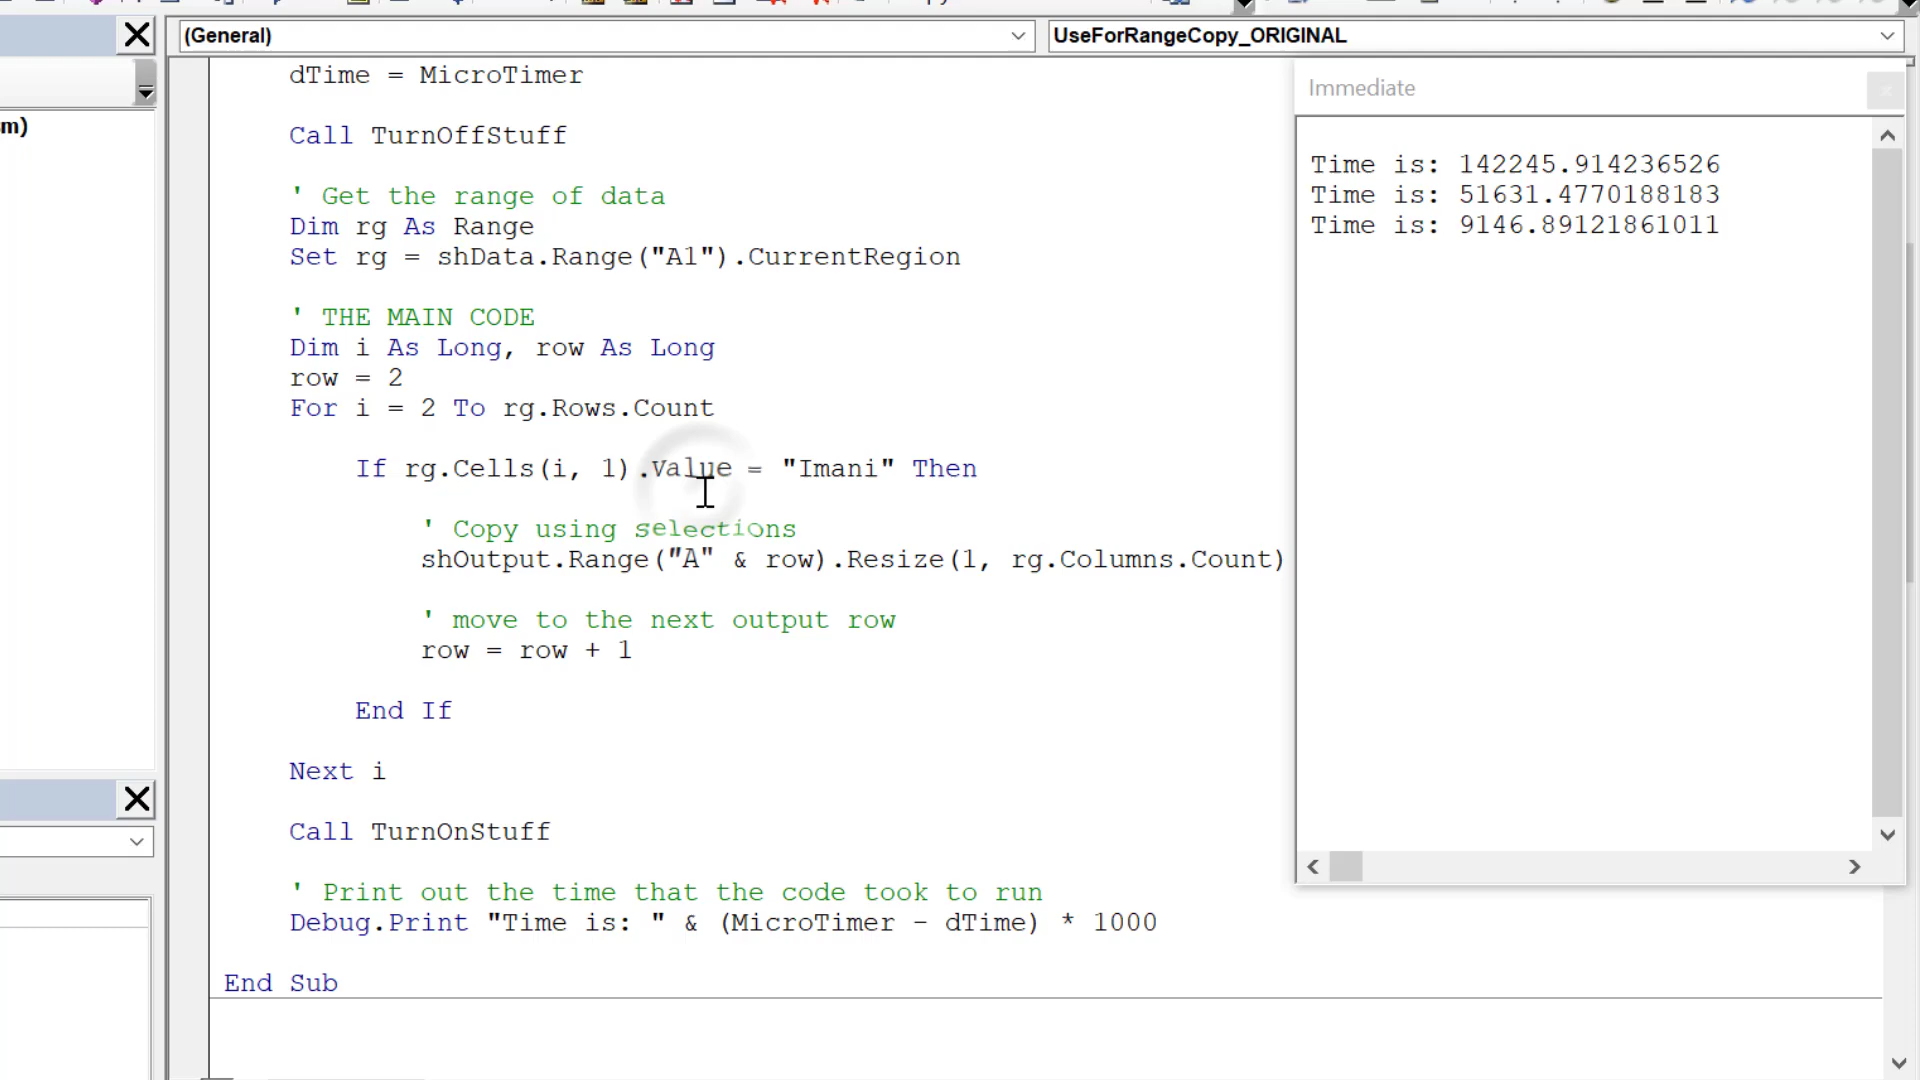 (General)
UseForRangeCopy_ORIGINAL
m)
dTime = MicroTimer
Call TurnOffStuff
' Get the range of data
Dim rg As Range
Set rg = shData.Range("A1").CurrentRegion
' THE MAIN CODE
Dim i As Long, row As Long
row = 2
For i = 2 To rg.Rows.Count
If rg.Cells(i, 1).Value = "Imani" Then
' Copy using selections
shOutput.Range("A" & row).Resize(1, rg.Columns.Count)
' move to the next output row
row = row + 1
End If
Next i
Call TurnOnStuff
' Print out the time that the code took to run
Debug.Print "Time is: " & (MicroTimer - dTime) * 1000
End Sub
Immediate
Time is: 142245.914236526
Time is: 51631.4770188183
Time is: 9146.89121861011